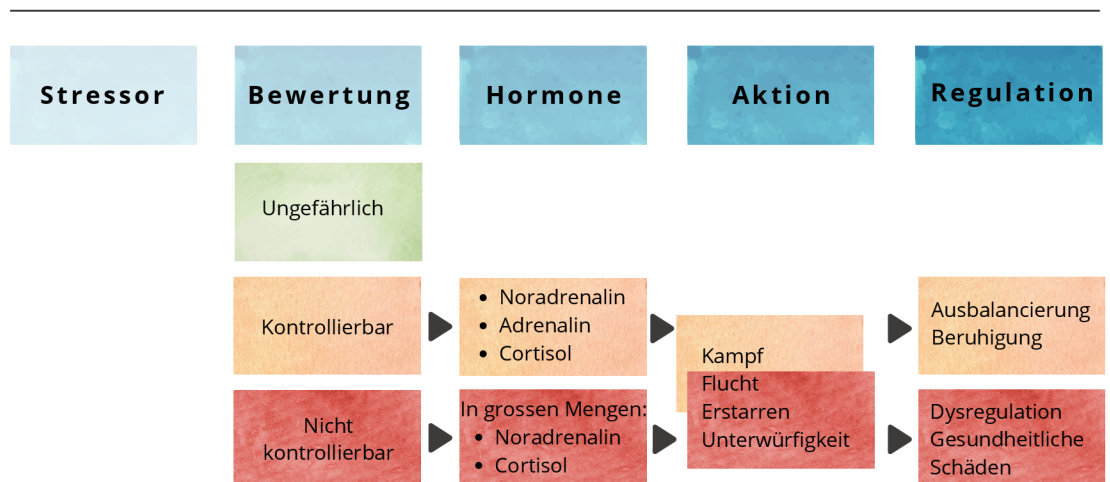 Stressor
Bewertung
Hormone
Aktion
Regulation
Ungefährlich
Kontrollierbar
• Noradrenalin
• Adrenalin
• Cortisol
Kampf
Flucht
Erstarren
Unterwürfigkeit
Ausbalancierung
Beruhigung
Nicht
kontrollierbar
In grossen Mengen:
• Noradrenalin
• Cortisol
Dysregulation
Gesundheitliche
Schäden